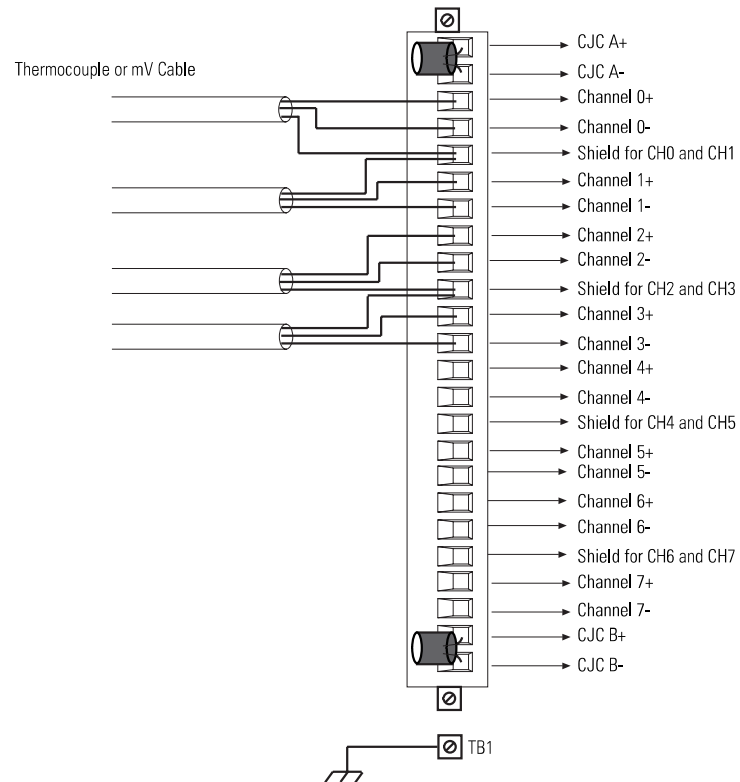 CJC A+
Thermocouple or mV Cable
CJC A-
Channel 0+
Channel 0-
Shield for CH0 and CH1
Channel 1+
Channel 1-
Channel 2+
Channel 2-
Shield for CH2 and CH3
Channel 3+
Channel 3-
Channel 4+
Channel 4-
Shield for CH4 and CH5
Channel 5+
Channel 5-
Channel 6+
Channel 6-
Shield for CH6 and CH7
Channel 7+
Channel 7-
CJC B+
CJC B-
TB1